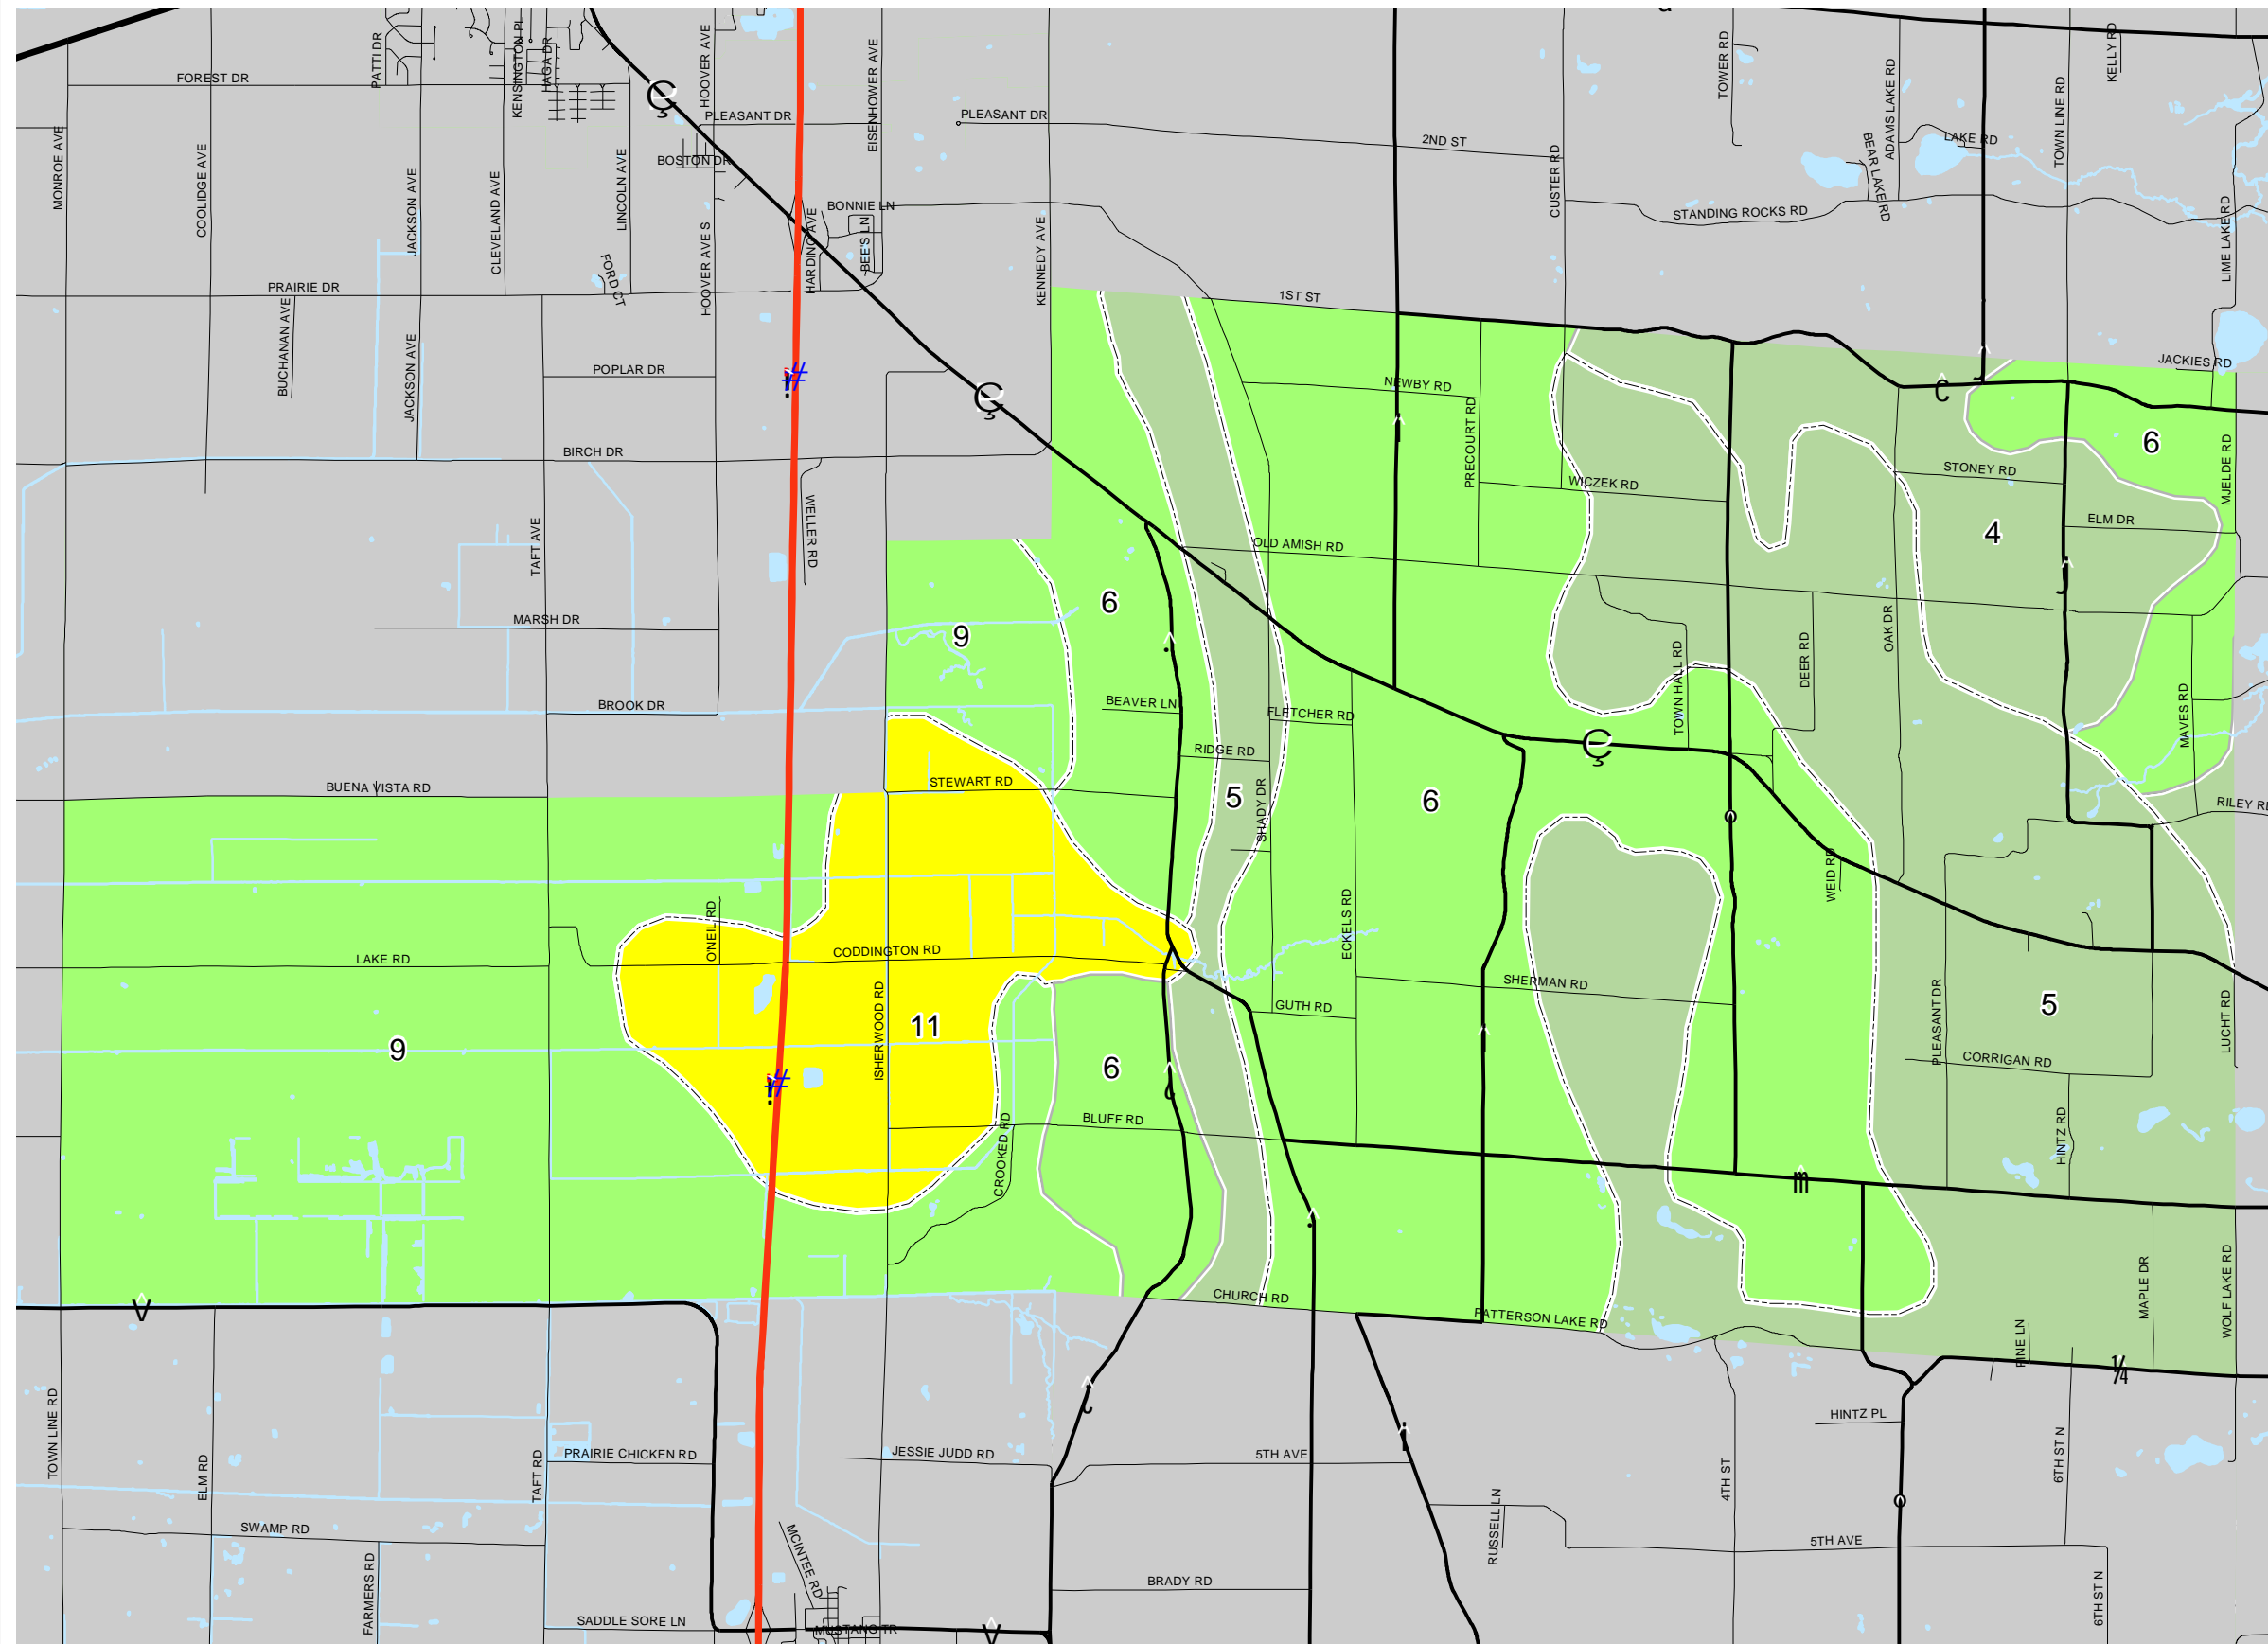 PATTI DR
KENSINGTON PL
HAGA DR
HOOVER AVE
EISENHOWER AVE
TOWER RD
KELLY RD
FOREST DR
ADAMS LAKE RD
TOWN LINE RD
PLEASANT DR
PLEASANT DR
2ND ST
LAKE RD
BEAR LAKE RD
MONROE AVE
COOLIDGE AVE
JACKSON AVE
CLEVELAND AVE
LINCOLN AVE
BOSTON DR
CUSTER RD
BONNIE LN
STANDING ROCKS RD
HOOVER AVE S
HARDING AVE
BEE'S LN
KENNEDY AVE
LIME LAKE RD
FORD CT
PRAIRIE DR
1ST ST
BUCHANAN AVE
JACKSON AVE
POPLAR DR
JACKIES RD
NEWBY RD
PRECOURT RD
6
MJELDE RD
BIRCH DR
STONEY RD
WICZEK RD
WELLER RD
TAFT AVE
ELM DR
4
OLD AMISH RD
6
MARSH DR
9
OAK DR
DEER RD
TOWN HALL RD
BROOK DR
BEAVER LN
FLETCHER RD
MAVES RD
RIDGE RD
BUENA VISTA RD
STEWART RD
5
SHADY DR
6
RILEY RD
WEID RD
O'NEIL RD
ECKELS RD
LAKE RD
CODDINGTON RD
SHERMAN RD
ISHERWOOD RD
11
GUTH RD
PLEASANT DR
5
LUCHT RD
9
6
CORRIGAN RD
CROOKED RD
BLUFF RD
HINTZ RD
m
V
CHURCH RD
PATTERSON LAKE RD
MAPLE DR
WOLF LAKE RD
PINE LN
¼
TOWN LINE RD
ELM RD
TAFT RD
PRAIRIE CHICKEN RD
JESSIE JUDD RD
5TH AVE
HINTZ PL
4TH ST
6TH ST N
SWAMP RD
RUSSELL LN
5TH AVE
FARMERS RD
MCINTEE RD
BRADY RD
6TH ST N
SADDLE SORE LN
MUSTANG TR
V